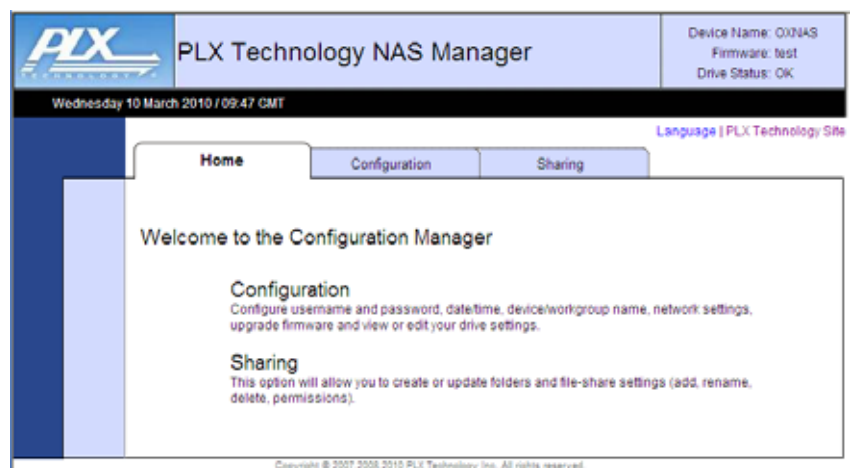 PLX
TECHNOLOGY
PLX Technology NAS Manager
Device Name: OXNAS
Firmware: test
Drive Status: OK
Wednesday 10 March 2010 / 09:47 GMT
Language | PLX Technology Site
Home
Configuration
Sharing
Welcome to the Configuration Manager
Configuration
Configure username and password, date/time, device/workgroup name, network settings,
upgrade firmware and view or edit your drive settings.
Sharing
This option will allow you to create or update folders and file-share settings (add, rename,
delete, permissions).
Copyright © 2007 2008 2010 PLX Technology, Inc. All rights reserved.